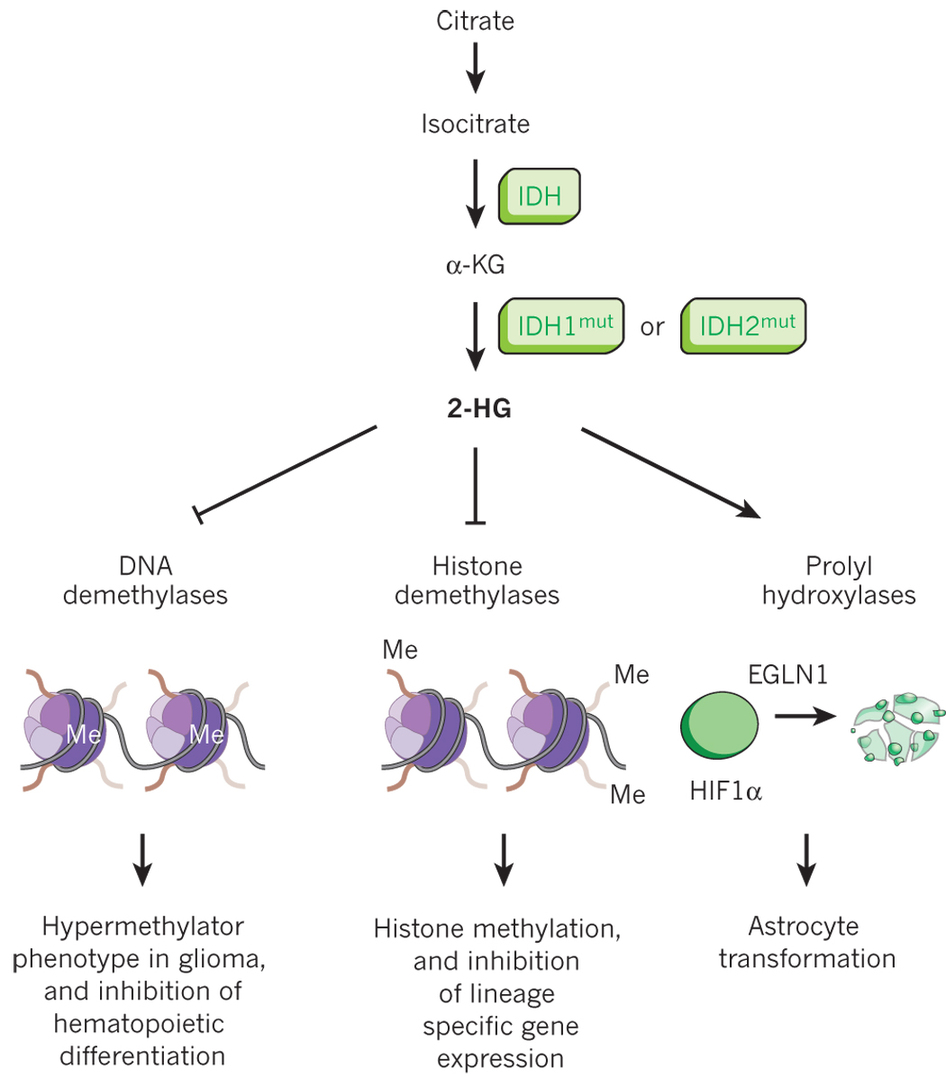 Citrate
Isocitrate
IDH
α-KG
IDH1mut or IDH2mut
2-HG
DNA
demethylases
Histone
demethylases
Prolyl
hydroxylases
Me
Me
Me
Me
Me
EGLN1
HIF1α
Hypermethylator
phenotype in glioma,
and inhibition of
hematopoietic
differentiation
Histone methylation,
and inhibition
of lineage
specific gene
expression
Astrocyte
transformation